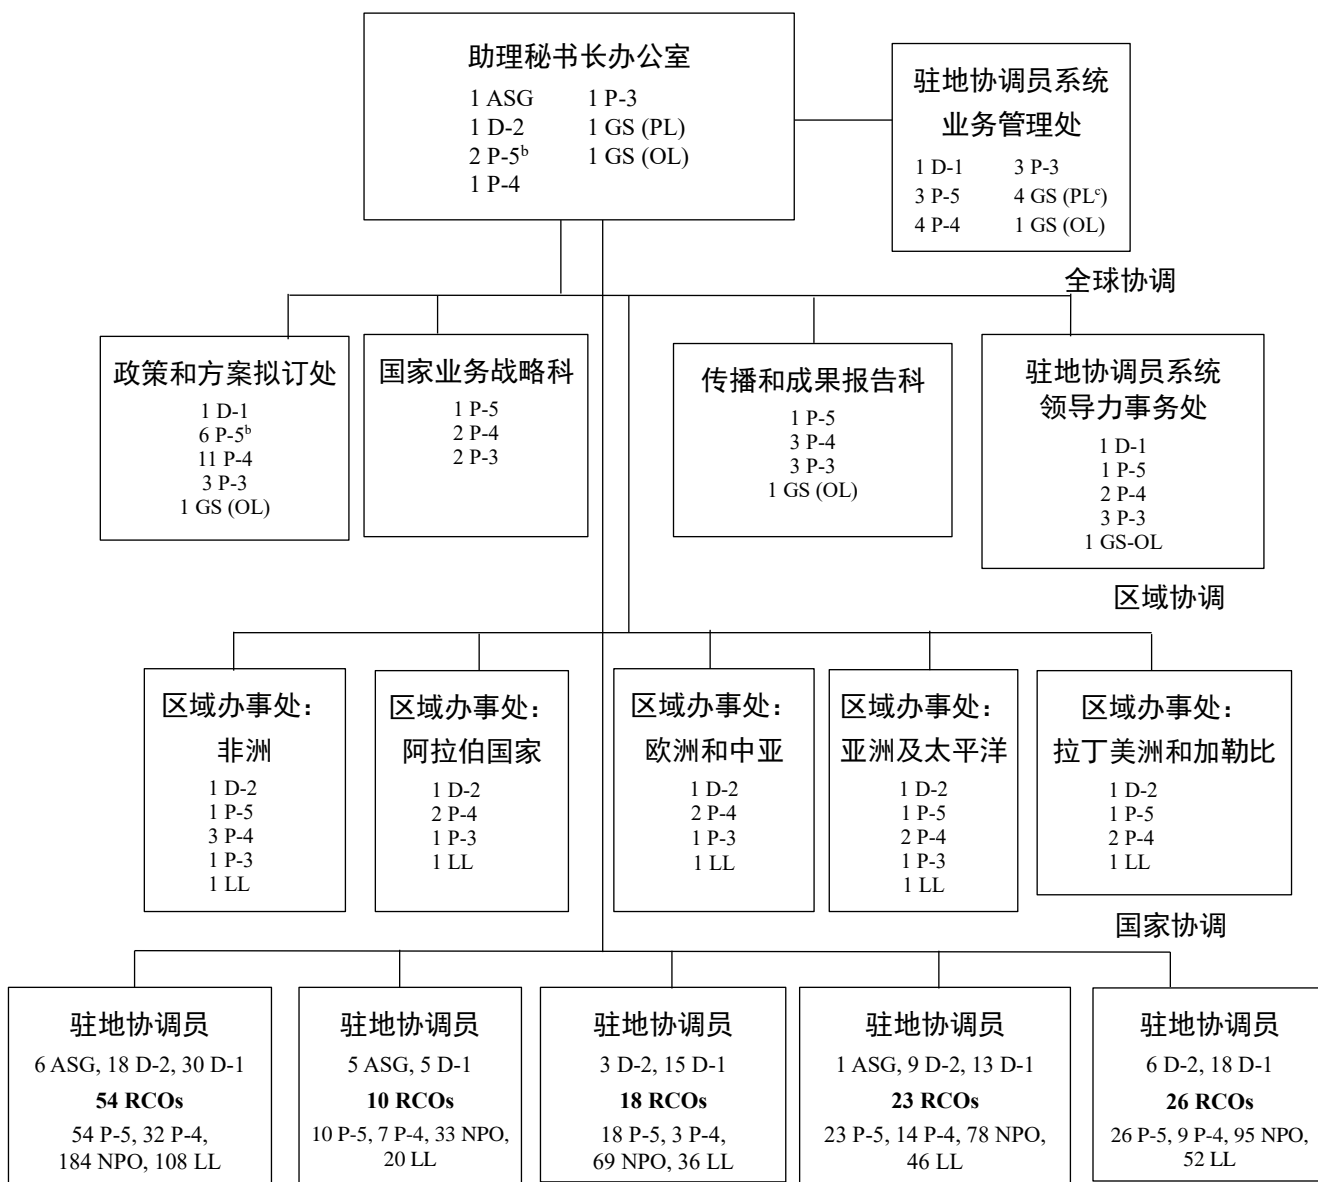 助理秘书长办公室
1 ASG 1 P-3
1 D-2 1 GS (PL)
2 P-5ᵇ 1 GS (OL)
1 P-4
驻地协调员系统
业务管理处
1 D-1 3 P-3
3 P-5 4 GS (PLᶜ)
4 P-4 1 GS (OL)
全球协调
政策和方案拟订处
1 D-1
6 P-5ᵇ
11 P-4
3 P-3
1 GS (OL)
国家业务战略科
1 P-5
2 P-4
2 P-3
传播和成果报告科
1 P-5
3 P-4
3 P-3
1 GS (OL)
驻地协调员系统
领导力事务处
1 D-1
1 P-5
2 P-4
3 P-3
1 GS-OL
区域协调
区域办事处：
非洲
1 D-2
1 P-5
3 P-4
1 P-3
1 LL
区域办事处：
阿拉伯国家
1 D-2
2 P-4
1 P-3
1 LL
区域办事处：
欧洲和中亚
1 D-2
2 P-4
1 P-3
1 LL
区域办事处：
亚洲及太平洋
1 D-2
1 P-5
2 P-4
1 P-3
1 LL
区域办事处：
拉丁美洲和加勒比
1 D-2
1 P-5
2 P-4
1 LL
国家协调
驻地协调员
6 ASG, 18 D-2, 30 D-1
54 RCOs
54 P-5, 32 P-4,
184 NPO, 108 LL
驻地协调员
5 ASG, 5 D-1
10 RCOs
10 P-5, 7 P-4, 33 NPO,
20 LL
驻地协调员
3 D-2, 15 D-1
18 RCOs
18 P-5, 3 P-4,
69 NPO, 36 LL
驻地协调员
1 ASG, 9 D-2, 13 D-1
23 RCOs
23 P-5, 14 P-4, 78 NPO,
46 LL
驻地协调员
6 D-2, 18 D-1
26 RCOs
26 P-5, 9 P-4, 95 NPO,
52 LL